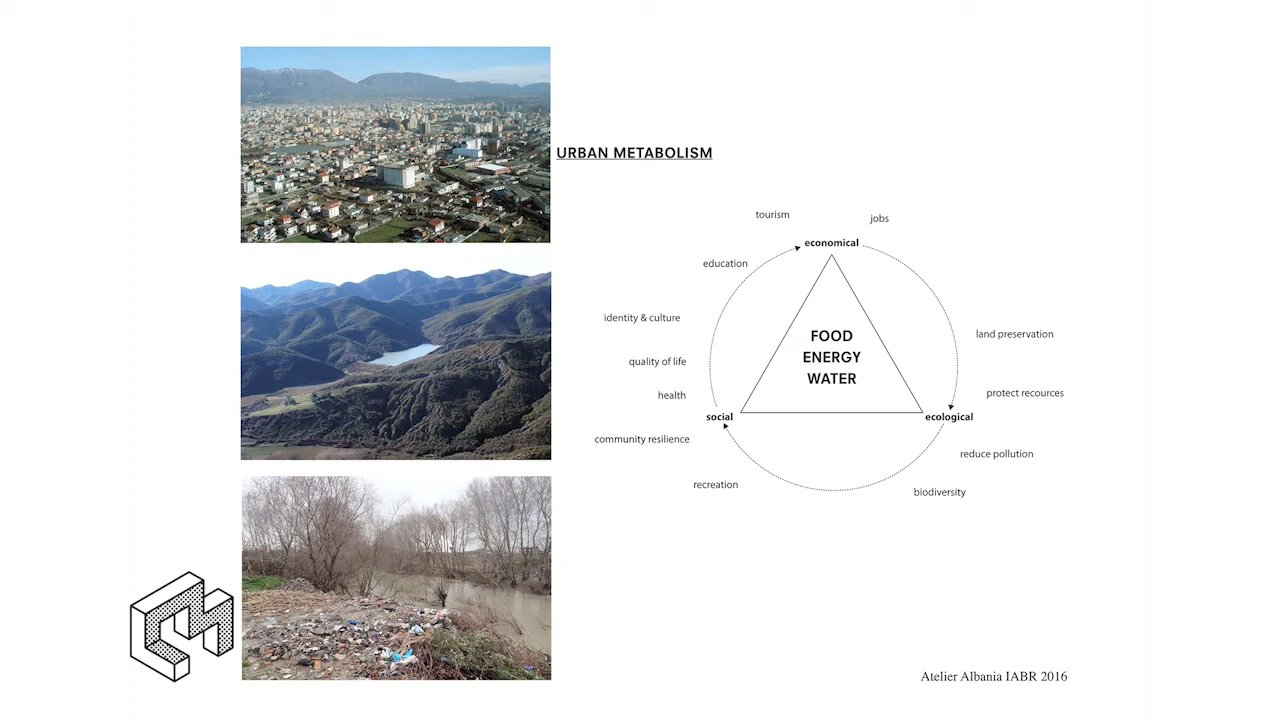 URBAN METABOLISM
tourism
jobs
economical
education
identity & culture
land preservation
FOOD
ENERGY
WATER
quality of life
health
protect recources
social
ecological
community resilience
reduce pollution
recreation
biodiversity
Atelier Albania IABR 2016